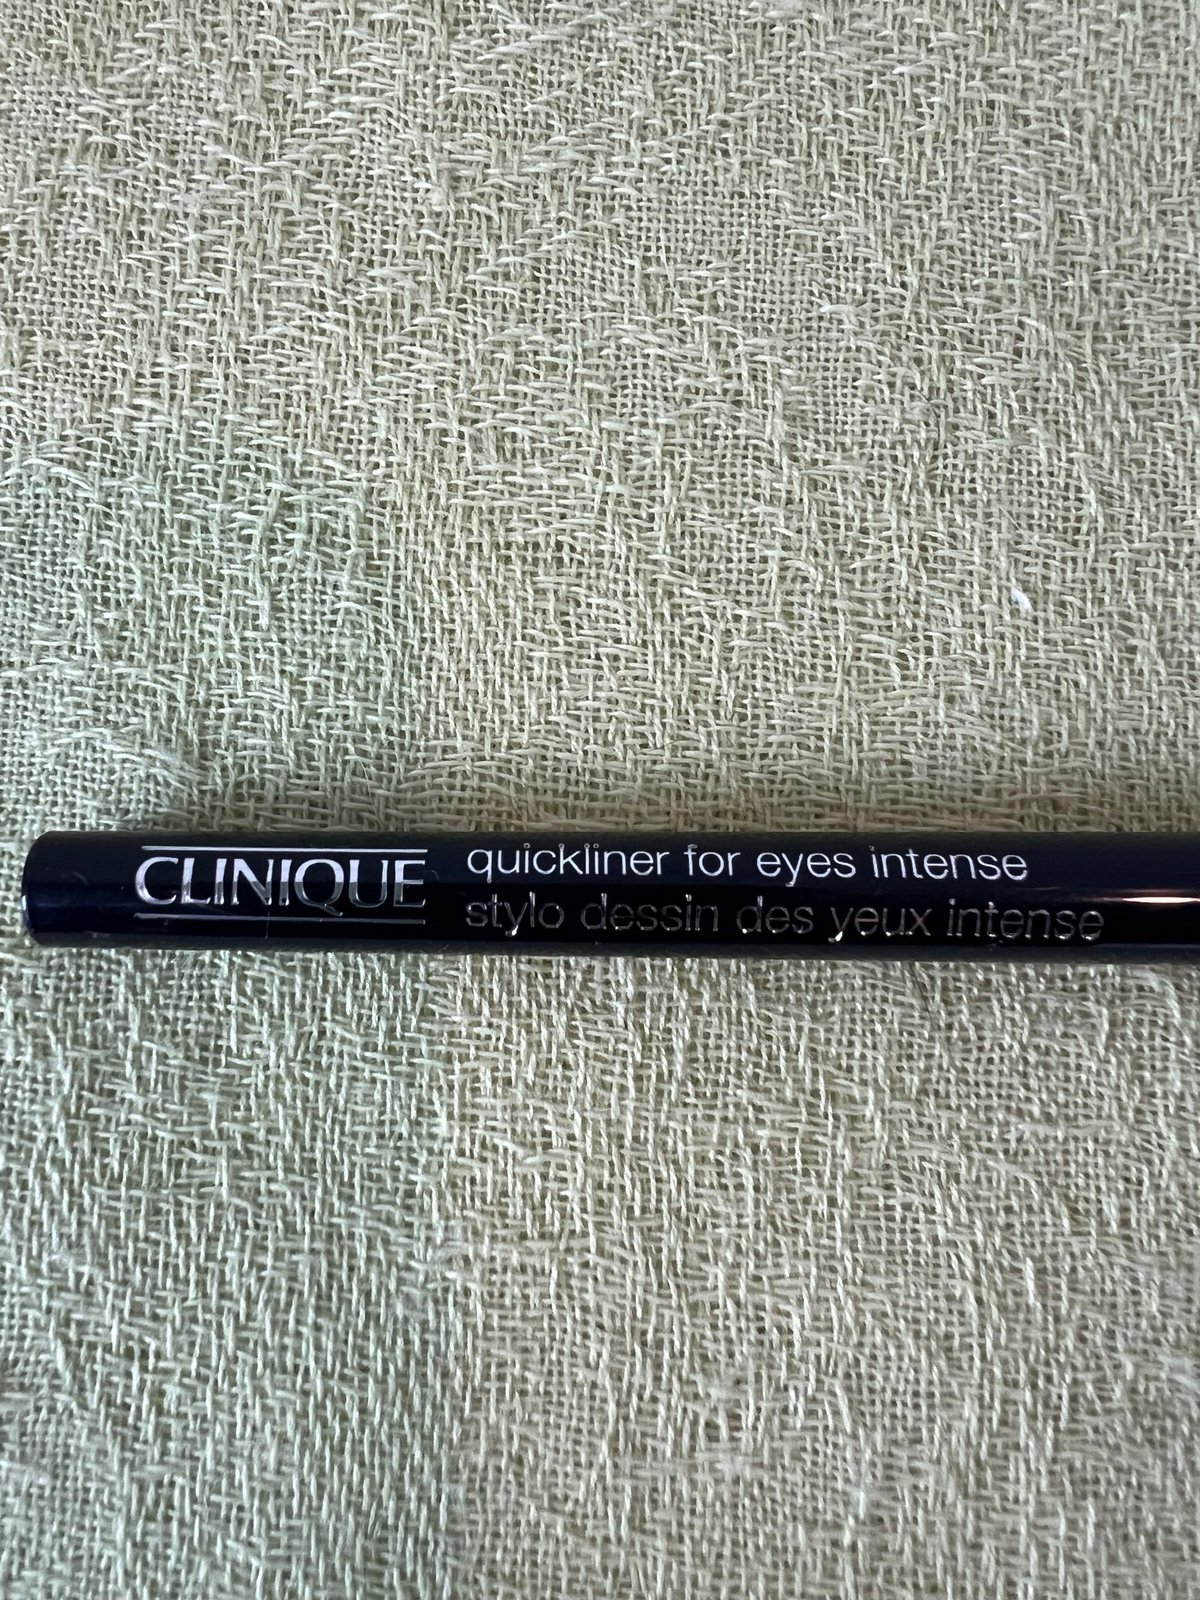 CLINIQUE
quickliner for eyes intense
stylo dessin des yeux intense